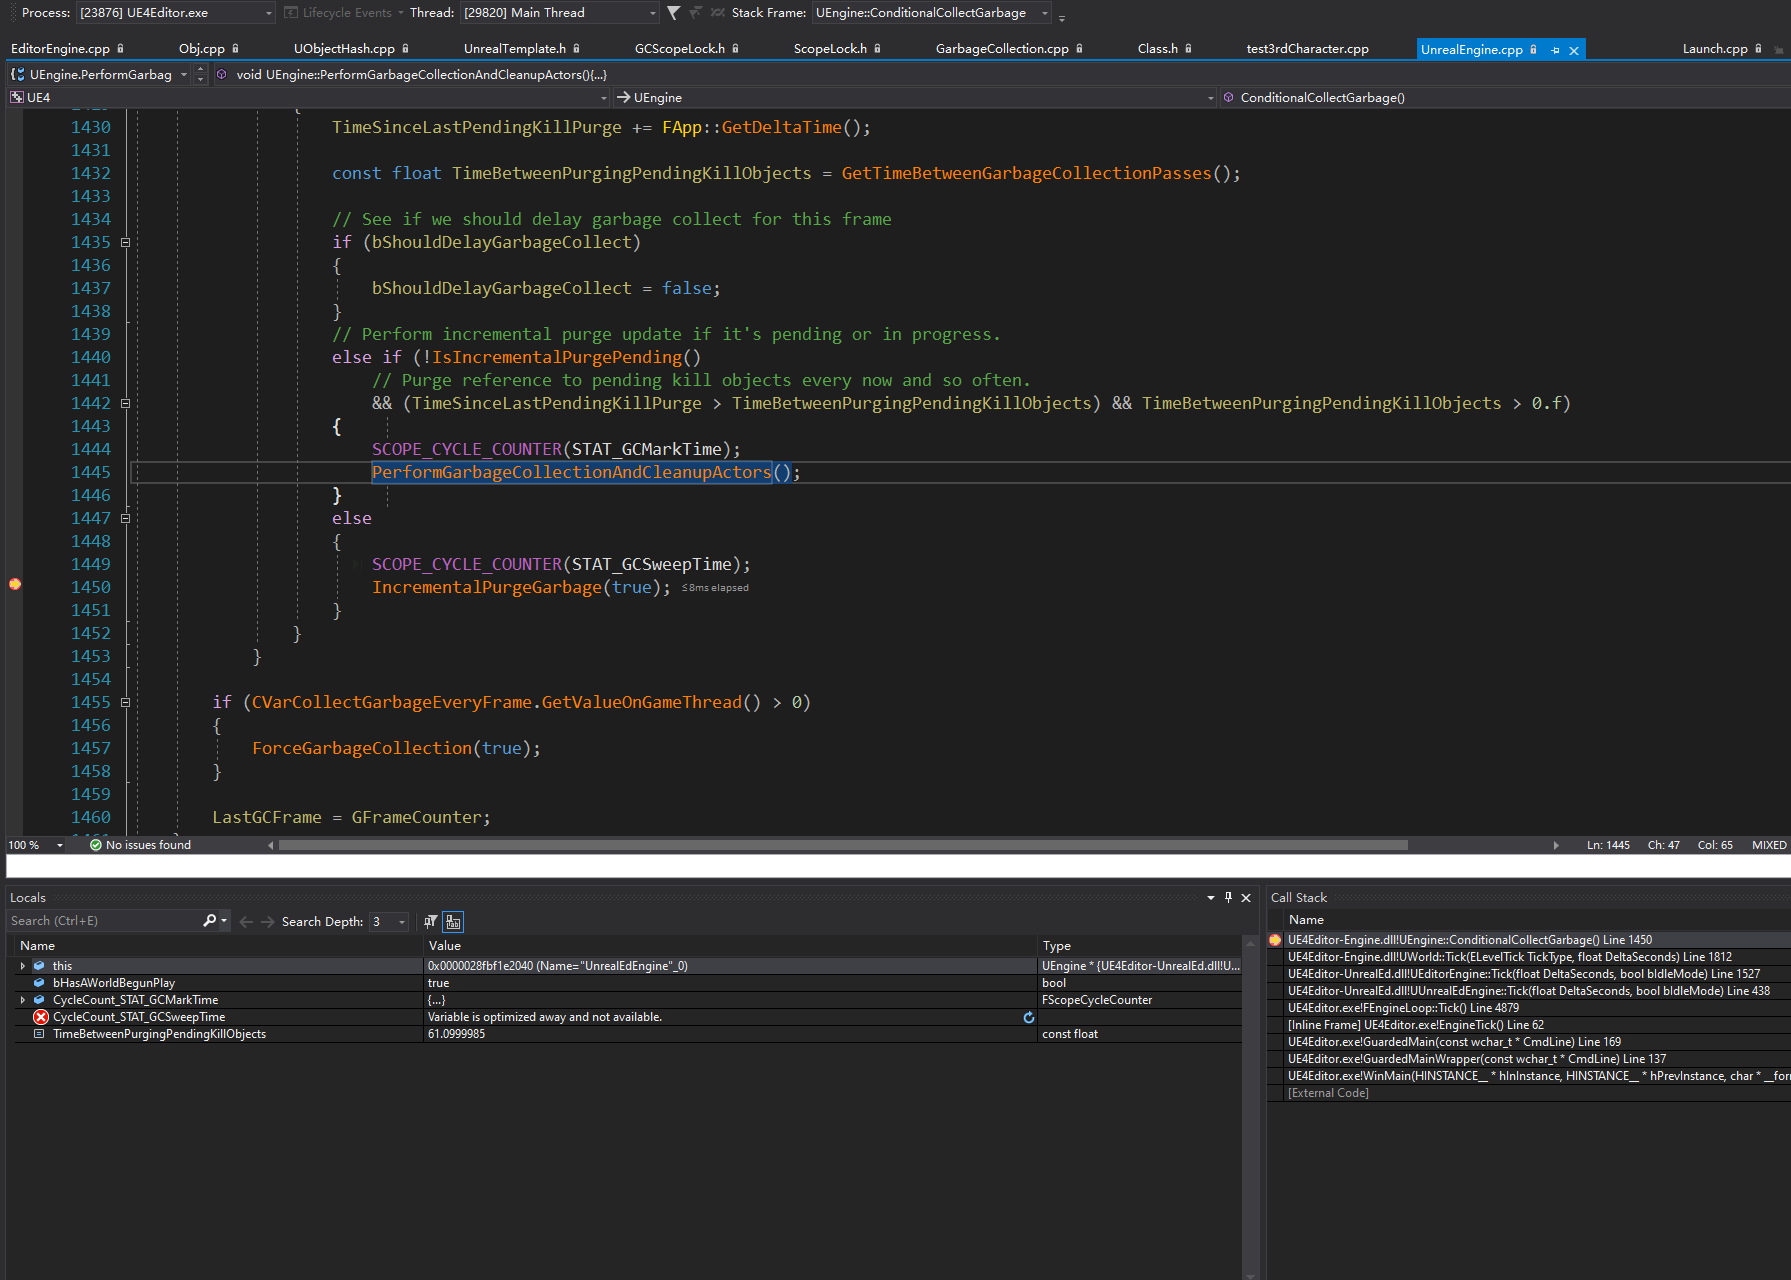 Process: [23876] UE4Editor.exe Lifecycle Events Thread: [29820] Main Thread Stack Frame: UEngine::ConditionalCollectGarbage
EditorEngine.cpp Obj.cpp UObjectHash.cpp UnrealTemplate.h GCScopeLock.h ScopeLock.h GarbageCollection.cpp Class.h test3rdCharacter.cpp UnrealEngine.cpp Launch.cpp
UEngine.PerformGarbag void UEngine::PerformGarbageCollectionAndCleanupActors(){...}
UE4 UEngine ConditionalCollectGarbage()
1430 TimeSinceLastPendingKillPurge += FApp::GetDeltaTime();
1431
1432 const float TimeBetweenPurgingPendingKillObjects = GetTimeBetweenGarbageCollectionPasses();
1433
1434 // See if we should delay garbage collect for this frame
1435 if (bShouldDelayGarbageCollect)
1436 {
1437 bShouldDelayGarbageCollect = false;
1438 }
1439 // Perform incremental purge update if it's pending or in progress.
1440 else if (!IsIncrementalPurgePending()
1441 // Purge reference to pending kill objects every now and so often.
1442 && (TimeSinceLastPendingKillPurge > TimeBetweenPurgingPendingKillObjects) && TimeBetweenPurgingPendingKillObjects > 0.f)
1443 {
1444 SCOPE_CYCLE_COUNTER(STAT_GCMarkTime);
1445 PerformGarbageCollectionAndCleanupActors();
1446 }
1447 else
1448 {
1449 SCOPE_CYCLE_COUNTER(STAT_GCSweepTime);
1450 IncrementalPurgeGarbage(true); ≤8ms elapsed
1451 }
1452 }
1453 }
1454
1455 if (CVarCollectGarbageEveryFrame.GetValueOnGameThread() > 0)
1456 {
1457 ForceGarbageCollection(true);
1458 }
1459
1460 LastGCFrame = GFrameCounter;
100 % No issues found Ln: 1445 Ch: 47 Col: 65 MIXED
Locals
Search (Ctrl+E) Search Depth: 3
Name Value Type
this 0x0000028fbf1e2040 (Name="UnrealEdEngine"_0) UEngine * {UE4Editor-UnrealEd.dll!U...
bHasAWorldBegunPlay true bool
CycleCount_STAT_GCMarkTime {...} FScopeCycleCounter
CycleCount_STAT_GCSweepTime Variable is optimized away and not available.
TimeBetweenPurgingPendingKillObjects 61.0999985 const float
Call Stack
Name
UE4Editor-Engine.dll!UEngine::ConditionalCollectGarbage() Line 1450
UE4Editor-Engine.dll!UWorld::Tick(ELevelTick TickType, float DeltaSeconds) Line 1812
UE4Editor-UnrealEd.dll!UEditorEngine::Tick(float DeltaSeconds, bool bIdleMode) Line 1527
UE4Editor-UnrealEd.dll!UUnrealEdEngine::Tick(float DeltaSeconds, bool bIdleMode) Line 438
UE4Editor.exe!FEngineLoop::Tick() Line 4879
[Inline Frame] UE4Editor.exe!EngineTick() Line 62
UE4Editor.exe!GuardedMain(const wchar_t * CmdLine) Line 169
UE4Editor.exe!GuardedMainWrapper(const wchar_t * CmdLine) Line 137
UE4Editor.exe!WinMain(HINSTANCE__ * hInInstance, HINSTANCE__ * hPrevInstance, char * __for
[External Code]